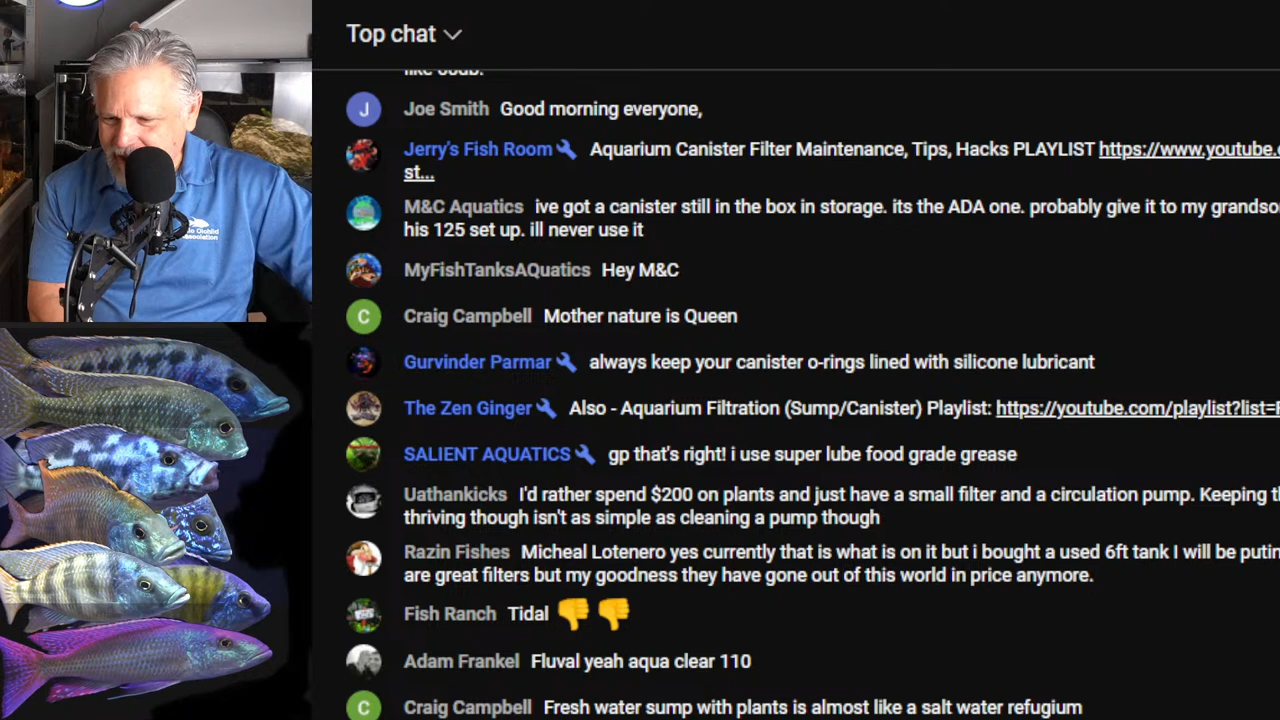 Top chat
like 55gb.
Joe Smith Good morning everyone,
Jerry's Fish Room Aquarium Canister Filter Maintenance, Tips, Hacks PLAYLIST https://www.youtube.
st...
M&C Aquatics ive got a canister still in the box in storage. its the ADA one. probably give it to my grandso
his 125 set up. ill never use it
MyFishTanksAQuatics Hey M&C
Craig Campbell Mother nature is Queen
Gurvinder Parmar always keep your canister o-rings lined with silicone lubricant
The Zen Ginger Also - Aquarium Filtration (Sump/Canister) Playlist: https://youtube.com/playlist?list=
SALIENT AQUATICS gp that's right! i use super lube food grade grease
Uathankicks I'd rather spend $200 on plants and just have a small filter and a circulation pump. Keeping th
thriving though isn't as simple as cleaning a pump though
Razin Fishes Micheal Lotenero yes currently that is what is on it but i bought a used 6ft tank I will be putin
are great filters but my goodness they have gone out of this world in price anymore.
Fish Ranch Tidal 👎👎
Adam Frankel Fluval yeah aqua clear 110
Craig Campbell Fresh water sump with plants is almost like a salt water refugium